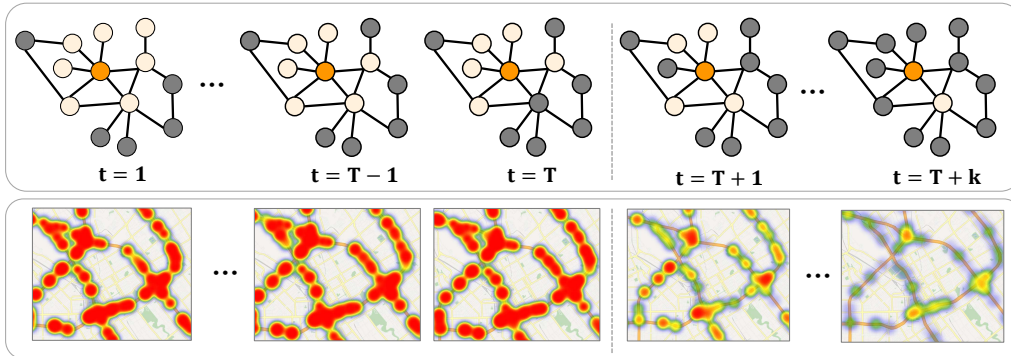 ... ...
t = 1 t = T − 1 t = T t = T + 1 t = T + k
... ...